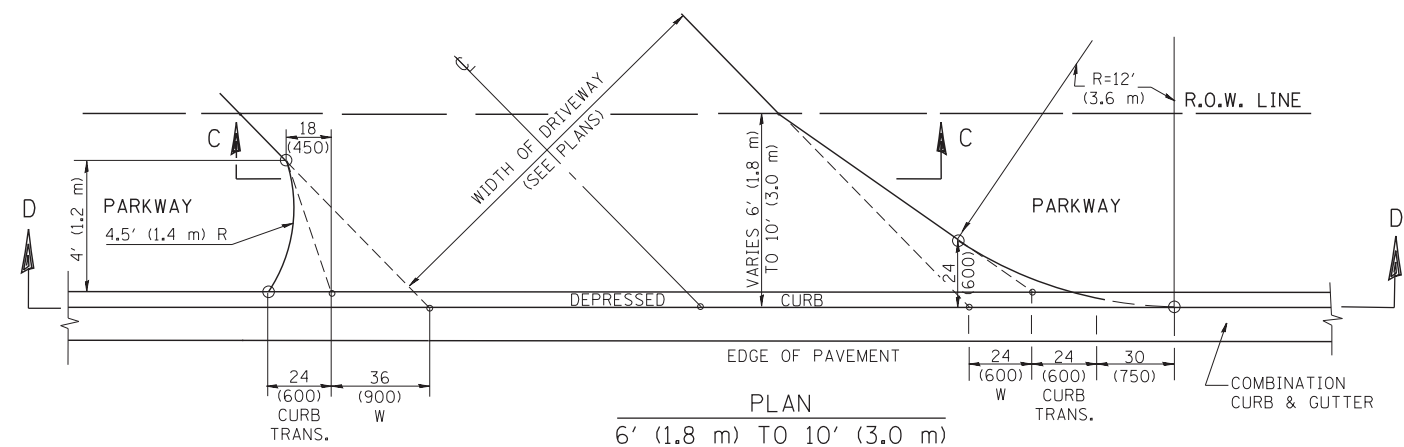 R=12'
(3.6 m)
R.O.W. LINE
18
(450)
C
C
WIDTH OF DRIVEWAY
(SEE PLANS)
℄
4' (1.2 m)
PARKWAY
4.5' (1.4 m) R
VARIES 6' (1.8 m)
TO 10' (3.0 m)
PARKWAY
D
D
24
(600)
DEPRESSED CURB
EDGE OF PAVEMENT
24
(600)
CURB
TRANS.
36
(900)
W
24
(600)
W
24
(600)
CURB
TRANS.
30
(750)
COMBINATION
CURB & GUTTER
PLAN
6' (1.8 m) TO 10' (3.0 m)